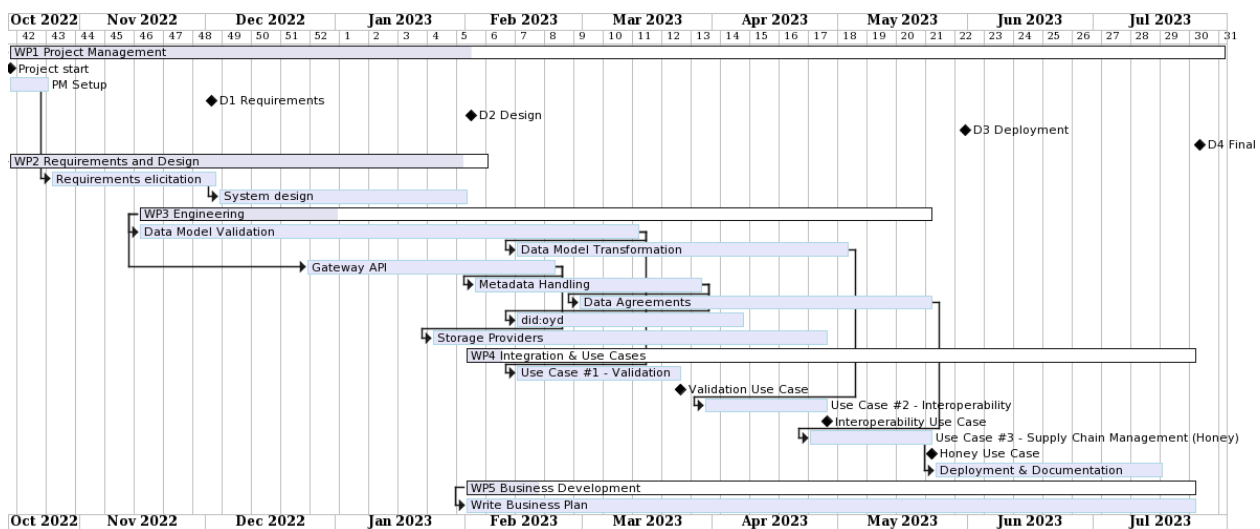 Oct 2022 Nov 2022 Dec 2022 Jan 2023 Feb 2023 Mar 2023 Apr 2023 May 2023 Jun 2023 Jul 2023
42 43 44 45 46 47 48 49 50 51 52 1 2 3 4 5 6 7 8 9 10 11 12 13 14 15 16 17 18 19 20 21 22 23 24 25 26 27 28 29 30 31
WP1 Project Management
Project start
PM Setup
D1 Requirements
D2 Design
D3 Deployment
D4 Final
WP2 Requirements and Design
Requirements elicitation
System design
WP3 Engineering
Data Model Validation
Data Model Transformation
Gateway API
Metadata Handling
Data Agreements
did:oyd
Storage Providers
WP4 Integration & Use Cases
Use Case #1 - Validation
Validation Use Case
Use Case #2 - Interoperability
Interoperability Use Case
Use Case #3 - Supply Chain Management (Honey)
Honey Use Case
Deployment & Documentation
WP5 Business Development
Write Business Plan
Oct 2022 Nov 2022 Dec 2022 Jan 2023 Feb 2023 Mar 2023 Apr 2023 May 2023 Jun 2023 Jul 2023